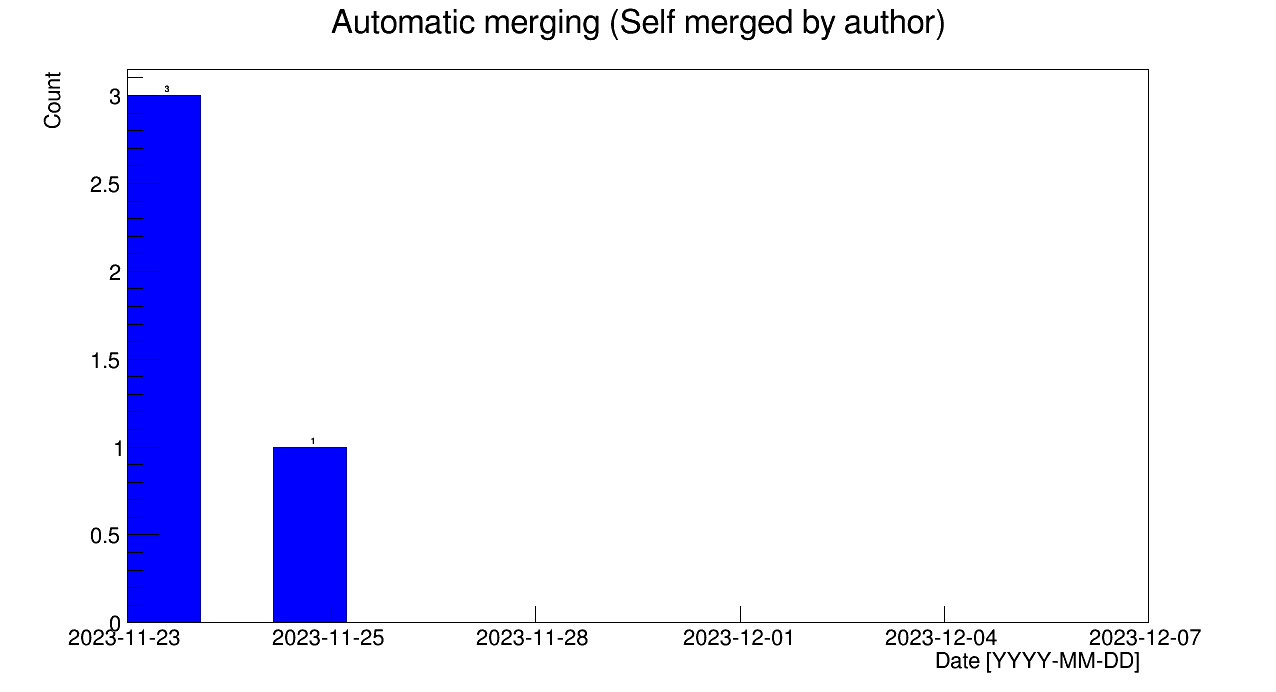 Automatic merging (Self merged by author)
Count
3
3
2.5
2
1.5
1
1
0.5
0
2023-11-23 2023-11-25 2023-11-28 2023-12-01 2023-12-04 2023-12-07
Date [YYYY-MM-DD]